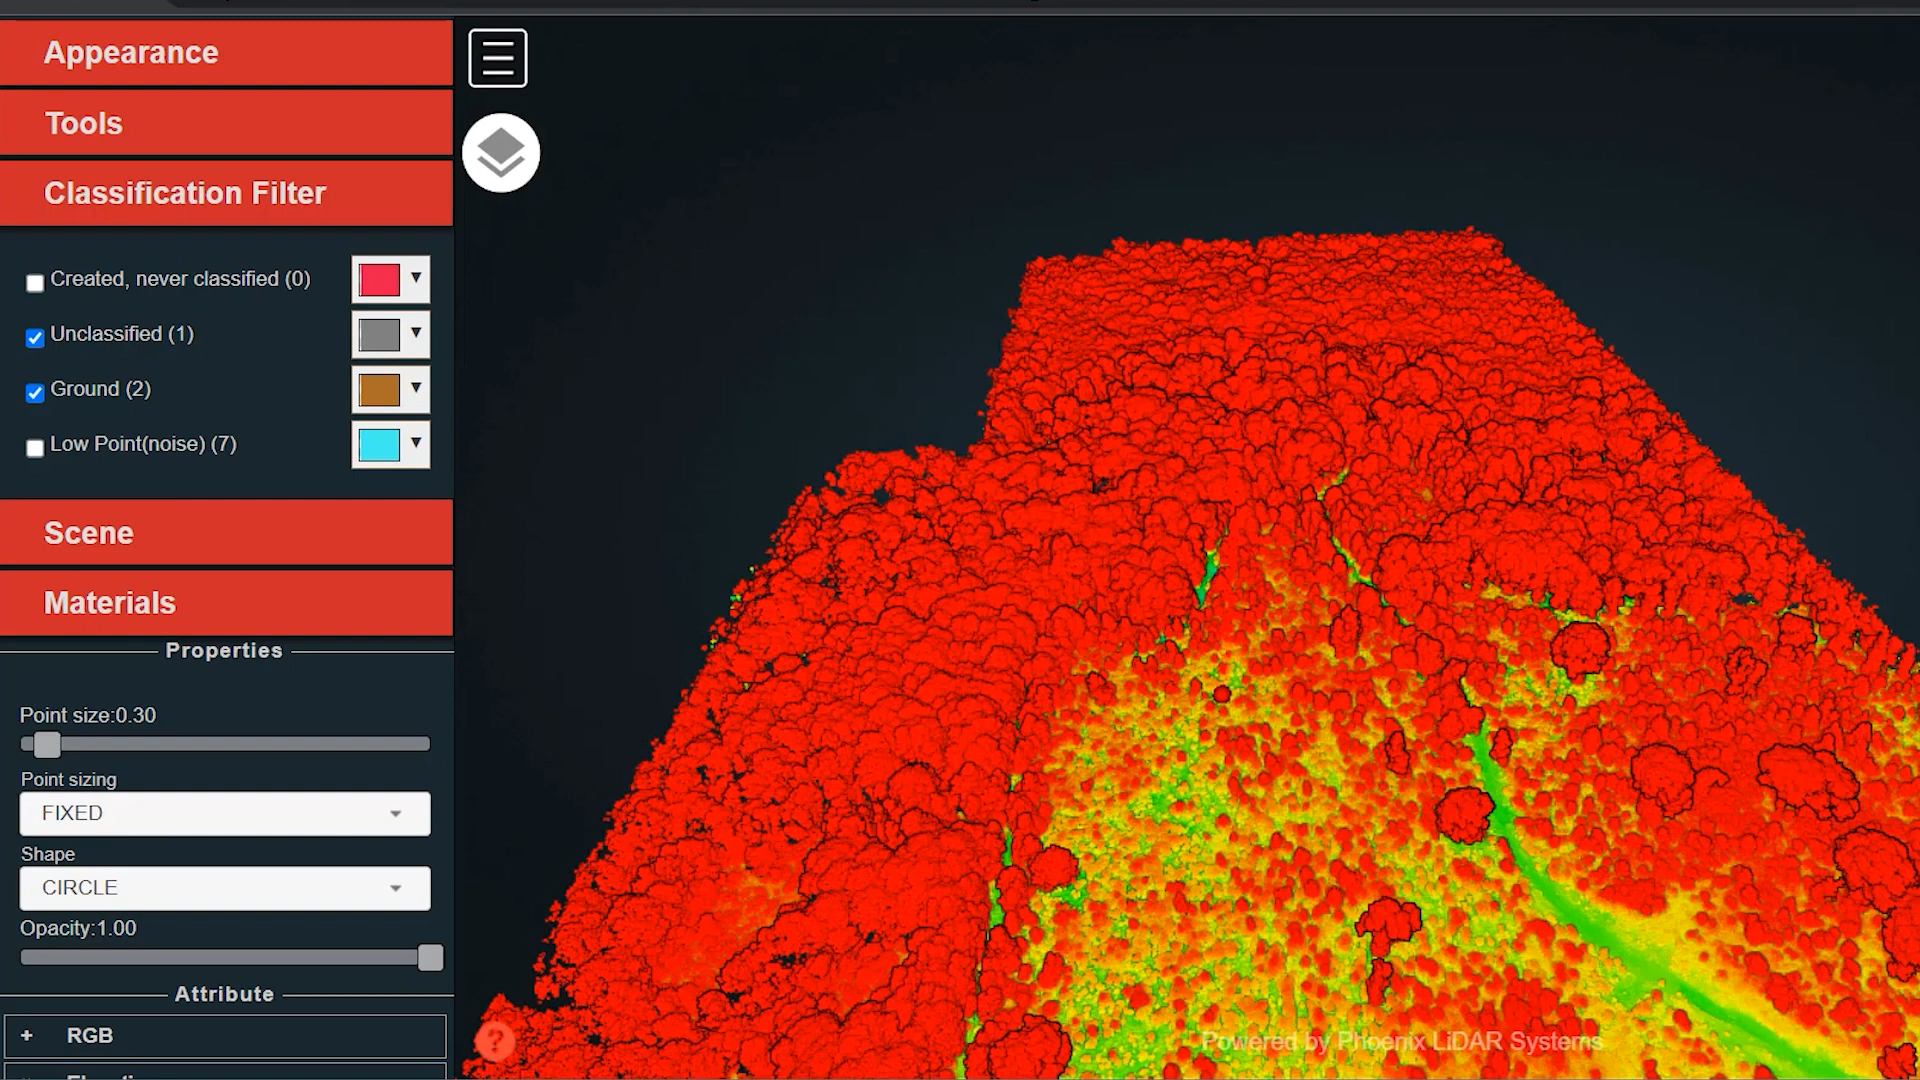 Appearance
Tools
Classification Filter
Created, never classified (0)
Unclassified (1)
Ground (2)
Low Point(noise) (7)
Scene
Materials
Properties
Point size:0.30
Point sizing
FIXED
Shape
CIRCLE
Opacity:1.00
Attribute
+ RGB
?
Powered by Phoenix LiDAR Systems